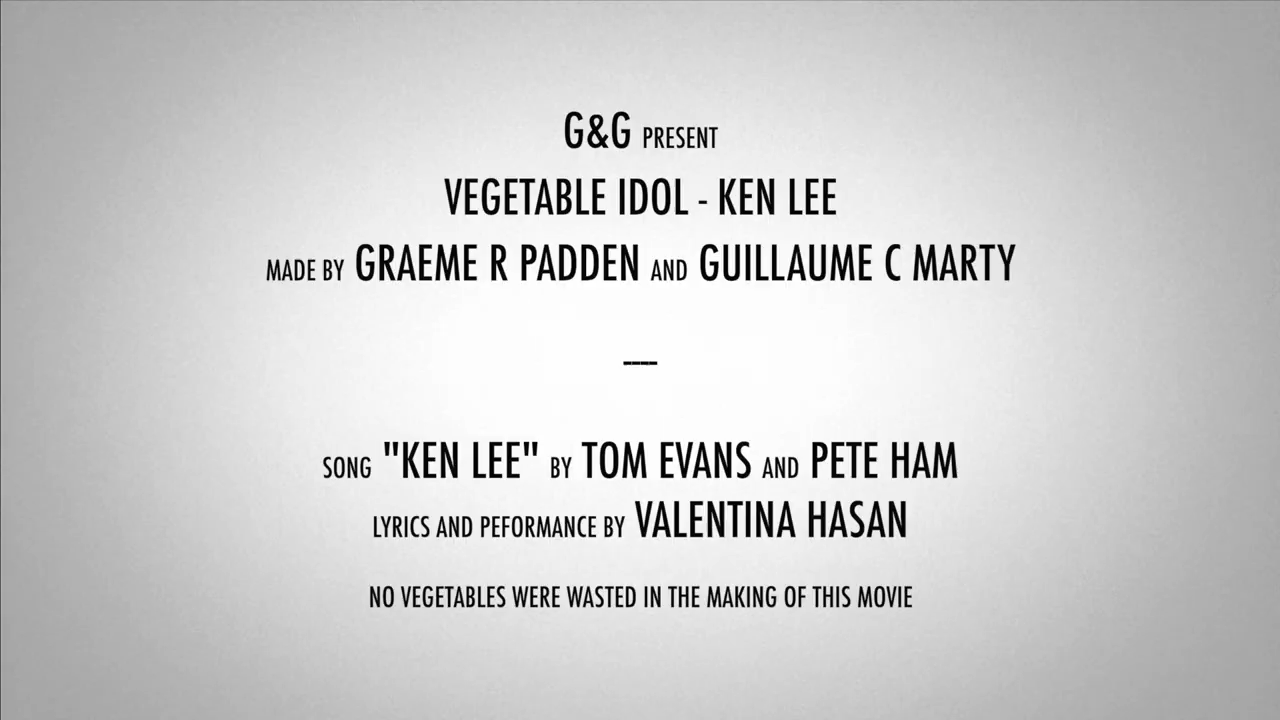 G&G PRESENT
VEGETABLE IDOL - KEN LEE
MADE BY GRAEME R PADDEN AND GUILLAUME C MARTY
----
SONG "KEN LEE" BY TOM EVANS AND PETE HAM
LYRICS AND PEFORMANCE BY VALENTINA HASAN
NO VEGETABLES WERE WASTED IN THE MAKING OF THIS MOVIE